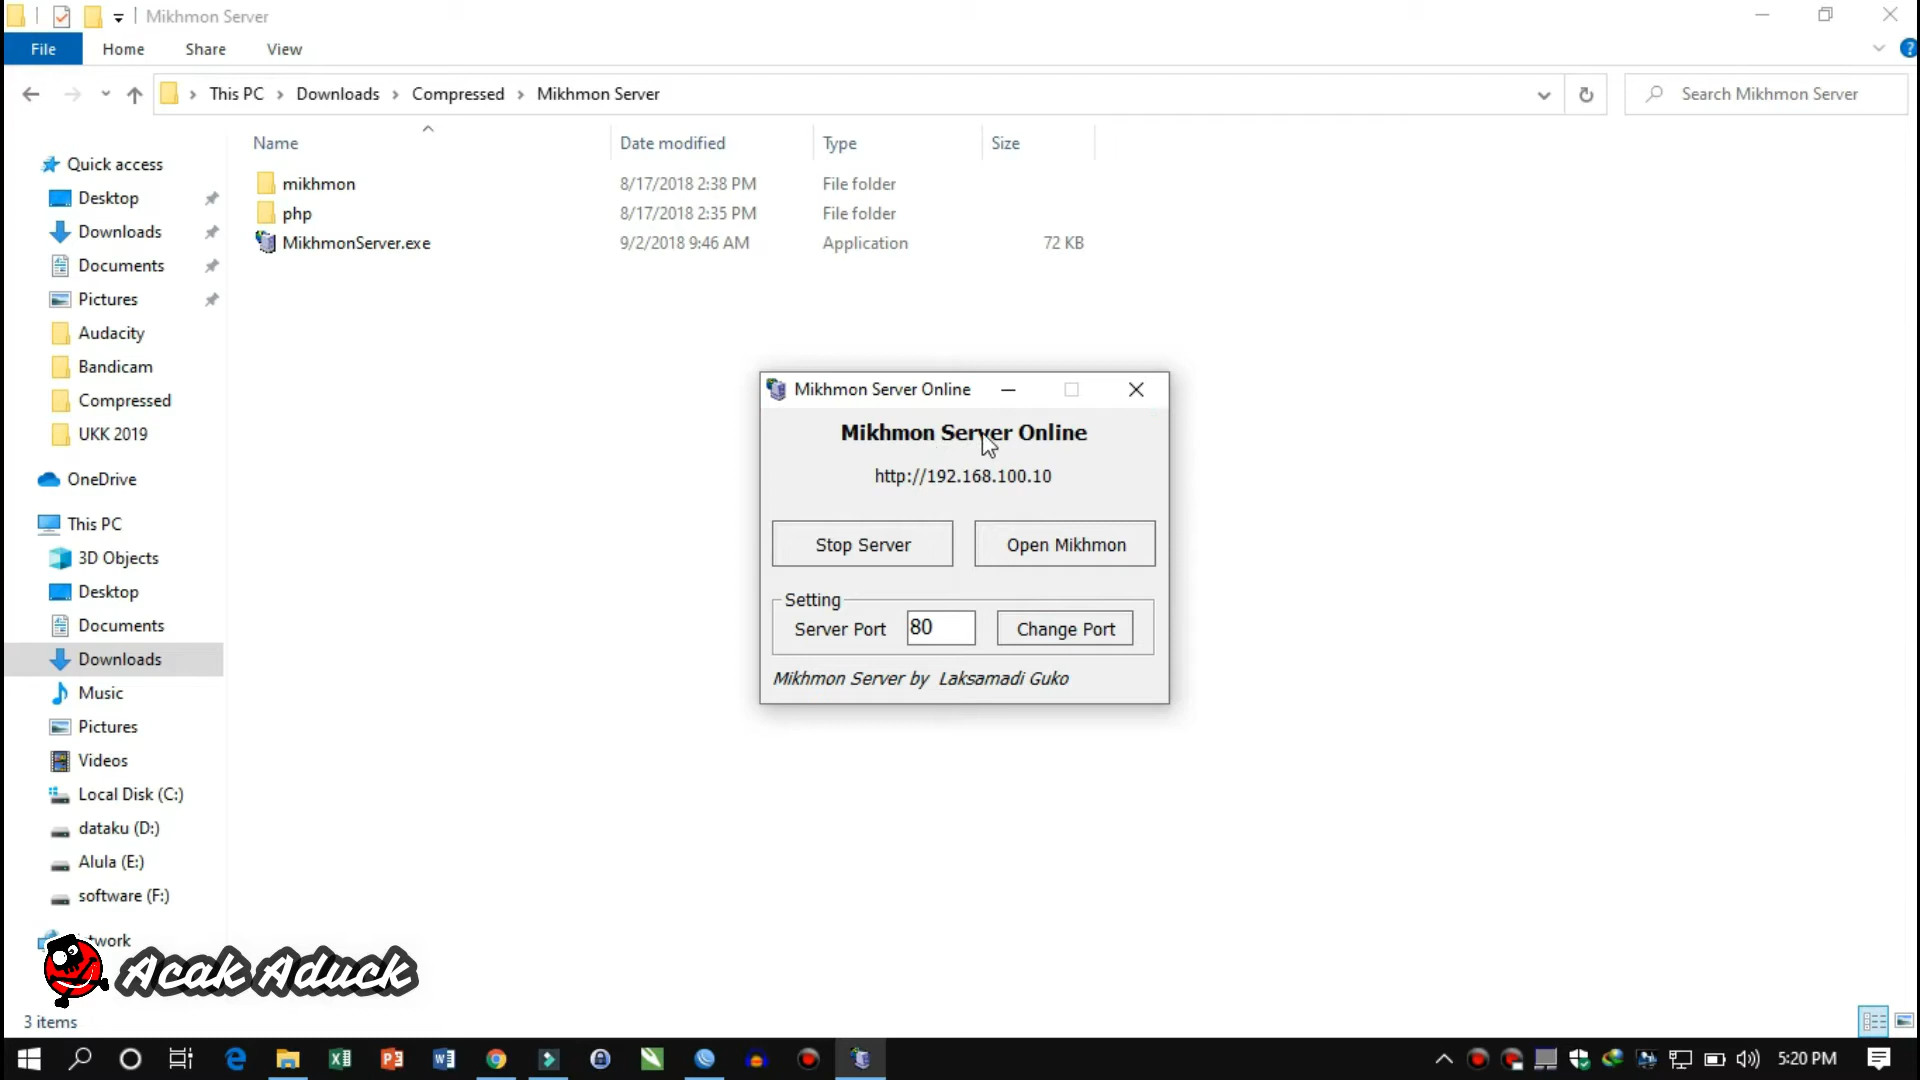 Mikhmon Server
File Home Share View
This PC Downloads Compressed Mikhmon Server
Search Mikhmon Server
Name Date modified Type Size
mikhmon 8/17/2018 2:38 PM File folder
php 8/17/2018 2:35 PM File folder
MikhmonServer.exe 9/2/2018 9:46 AM Application 72 KB
Quick access
Desktop
Downloads
Documents
Pictures
Audacity
Bandicam
Compressed
UKK 2019
OneDrive
This PC
3D Objects
Desktop
Documents
Downloads
Music
Pictures
Videos
Local Disk (C:)
dataku (D:)
Alula (E:)
software (F:)
twork
Mikhmon Server Online
Mikhmon Server Online
http://192.168.100.10
Stop Server Open Mikhmon
Setting
Server Port 80 Change Port
Mikhmon Server by Laksamadi Guko
Acak Aduck
3 items
5:20 PM